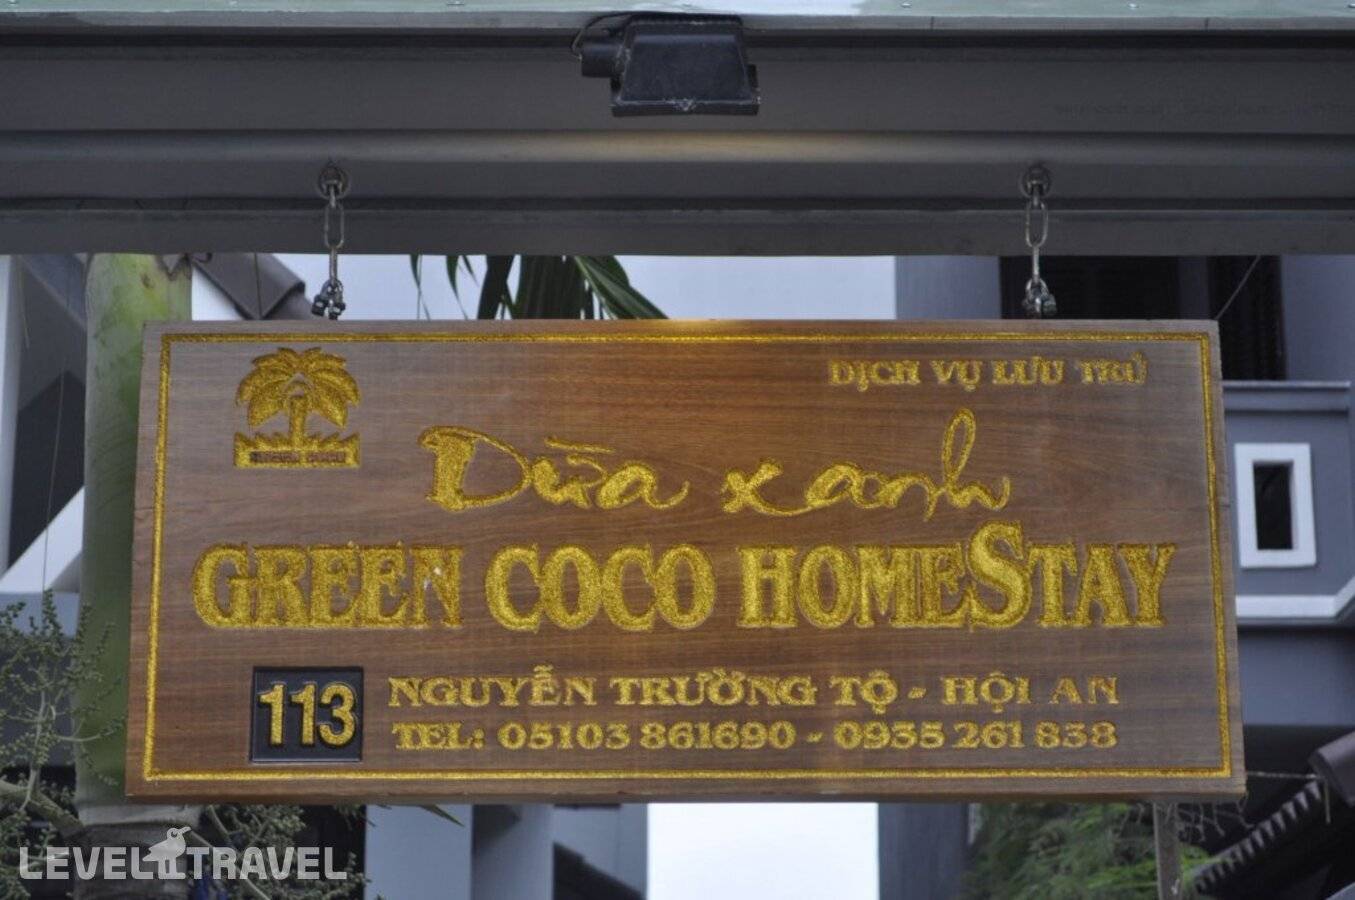 DỊCH VỤ LƯU TRÚ
Dừa xanh
GREEN COCO HOMESTAY
113 NGUYỄN TRƯỜNG TỘ - HỘI AN
TEL: 05103 861690 - 0935 261 838
LEVEL TRAVEL